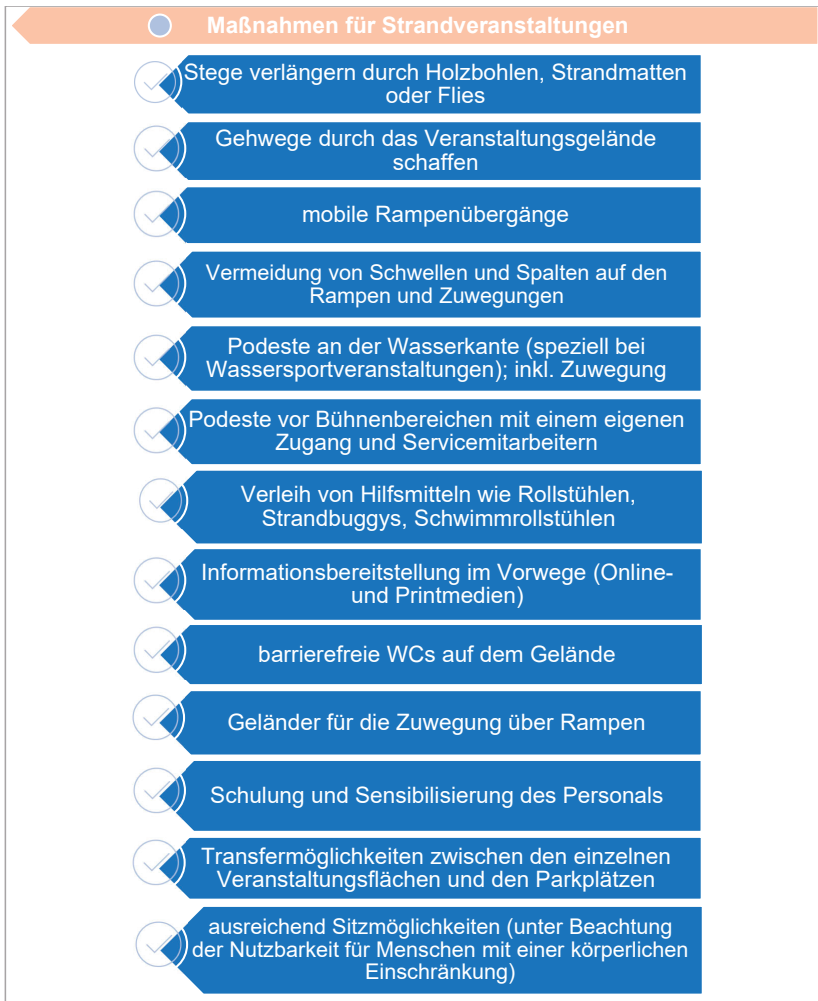 Maßnahmen für Strandveranstaltungen
Stege verlängern durch Holzbohlen, Strandmatten
oder Flies
Gehwege durch das Veranstaltungsgelände
schaffen
mobile Rampenübergänge
Vermeidung von Schwellen und Spalten auf den
Rampen und Zuwegungen
Podeste an der Wasserkante (speziell bei
Wassersportveranstaltungen); inkl. Zuwegung
Podeste vor Bühnenbereichen mit einem eigenen
Zugang und Servicemitarbeitern
Verleih von Hilfsmitteln wie Rollstühlen,
Strandbuggys, Schwimmrollstühlen
Informationsbereitstellung im Vorwege (Online-
und Printmedien)
barrierefreie WCs auf dem Gelände
Geländer für die Zuwegung über Rampen
Schulung und Sensibilisierung des Personals
Transfermöglichkeiten zwischen den einzelnen
Veranstaltungsflächen und den Parkplätzen
ausreichend Sitzmöglichkeiten (unter Beachtung
der Nutzbarkeit für Menschen mit einer körperlichen
Einschränkung)